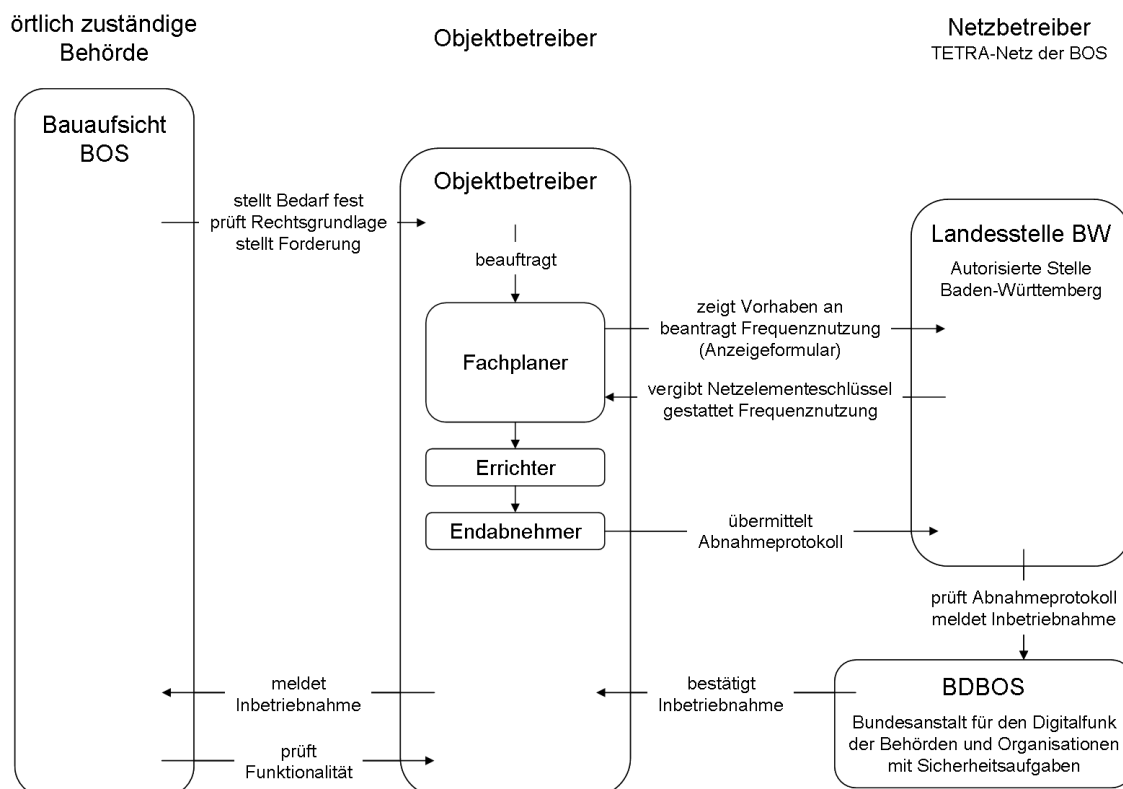 örtlich zuständige
Behörde
Objektbetreiber
Netzbetreiber
TETRA-Netz der BOS
Bauaufsicht
BOS
Objektbetreiber
stellt Bedarf fest
prüft Rechtsgrundlage
stellt Forderung
Landesstelle BW
Autorisierte Stelle
Baden-Württemberg
beauftragt
Fachplaner
zeigt Vorhaben an
beantragt Frequenznutzung
(Anzeigeformular)
vergibt Netzelementeschlüssel
gestattet Frequenznutzung
Errichter
Endabnehmer
übermittelt
Abnahmeprotokoll
prüft Abnahmeprotokoll
meldet Inbetriebnahme
BDBOS
Bundesanstalt für den Digitalfunk
der Behörden und Organisationen
mit Sicherheitsaufgaben
bestätigt
Inbetriebnahme
meldet
Inbetriebnahme
prüft
Funktionalität